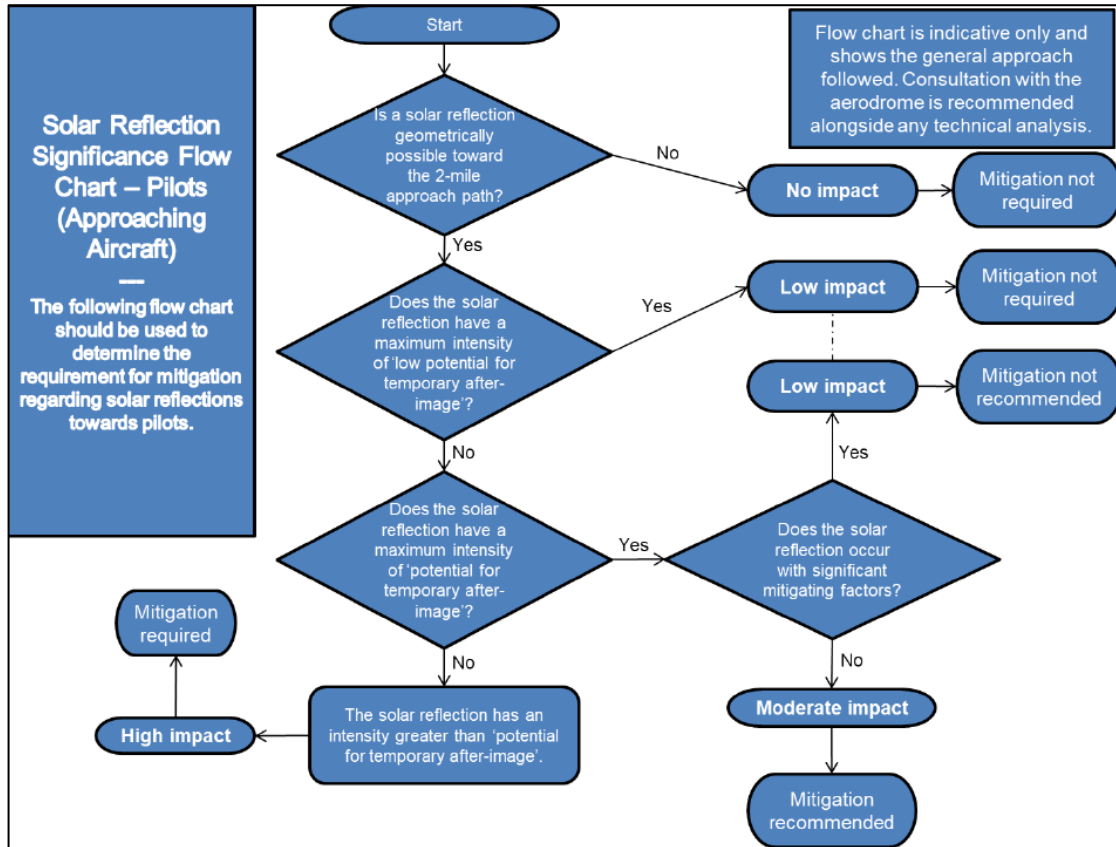 Solar Reflection
Significance Flow
Chart – Pilots
(Approaching
Aircraft)
---
The following flow chart
should be used to
determine the
requirement for mitigation
regarding solar reflections
towards pilots.
Start
Flow chart is indicative only and
shows the general approach
followed. Consultation with the
aerodrome is recommended
alongside any technical analysis.
Is a solar reflection
geometrically
possible toward
the 2-mile
approach path?
No
No impact
Mitigation not
required
Yes
Does the solar
reflection have a
maximum intensity
of ‘low potential for
temporary after-
image’?
Yes
Low impact
Mitigation not
required
Low impact
Mitigation not
recommended
No
Yes
Does the solar
reflection have a
maximum intensity
of ‘potential for
temporary after-
image’?
Yes
Does the solar
reflection occur
with significant
mitigating factors?
Mitigation
required
No
No
The solar reflection has an
intensity greater than ‘potential
for temporary after-image’.
High impact
Moderate impact
Mitigation
recommended